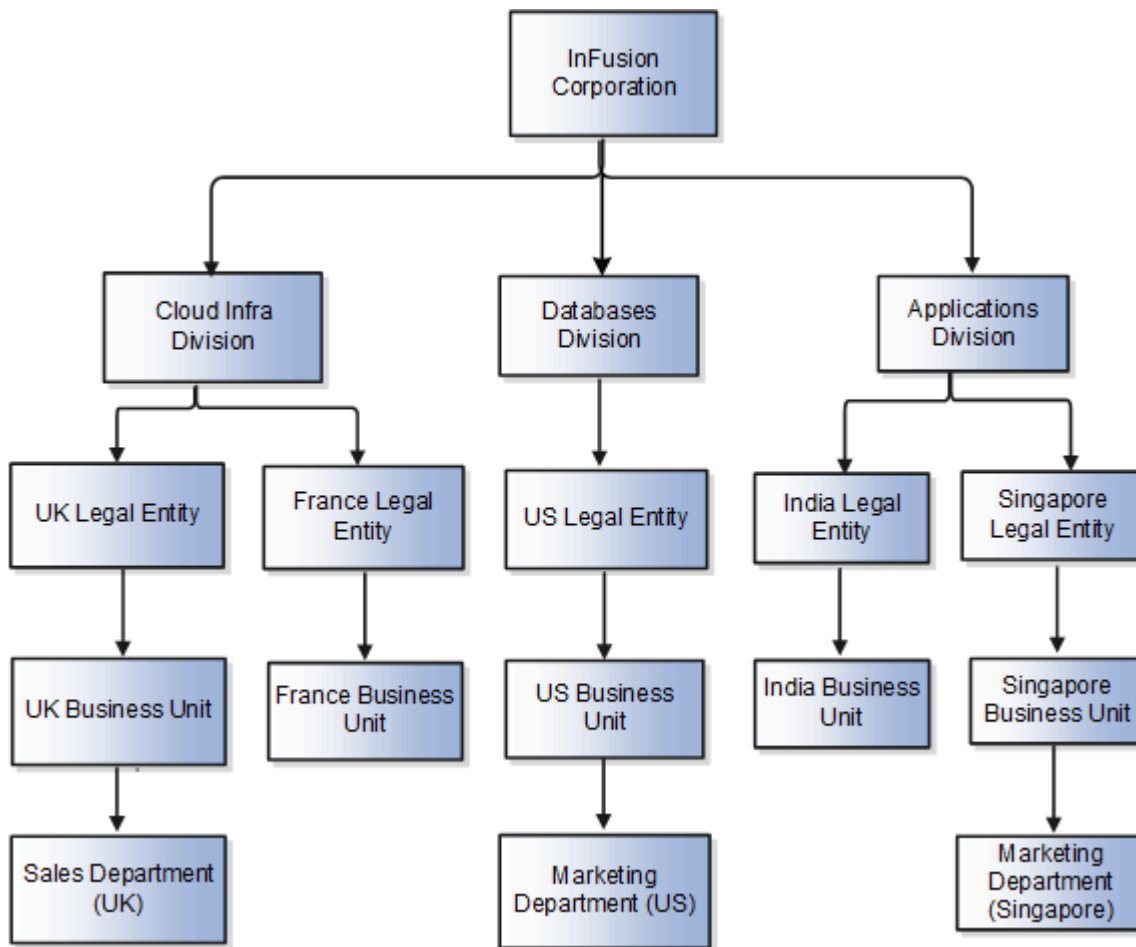 InFusion
Corporation
Cloud Infra
Division
Databases
Division
Applications
Division
UK Legal Entity
France Legal
Entity
US Legal Entity
India Legal
Entity
Singapore
Legal Entity
UK Business Unit
France Business
Unit
US Business
Unit
India Business
Unit
Singapore
Business Unit
Sales Department
(UK)
Marketing
Department (US)
Marketing
Department
(Singapore)